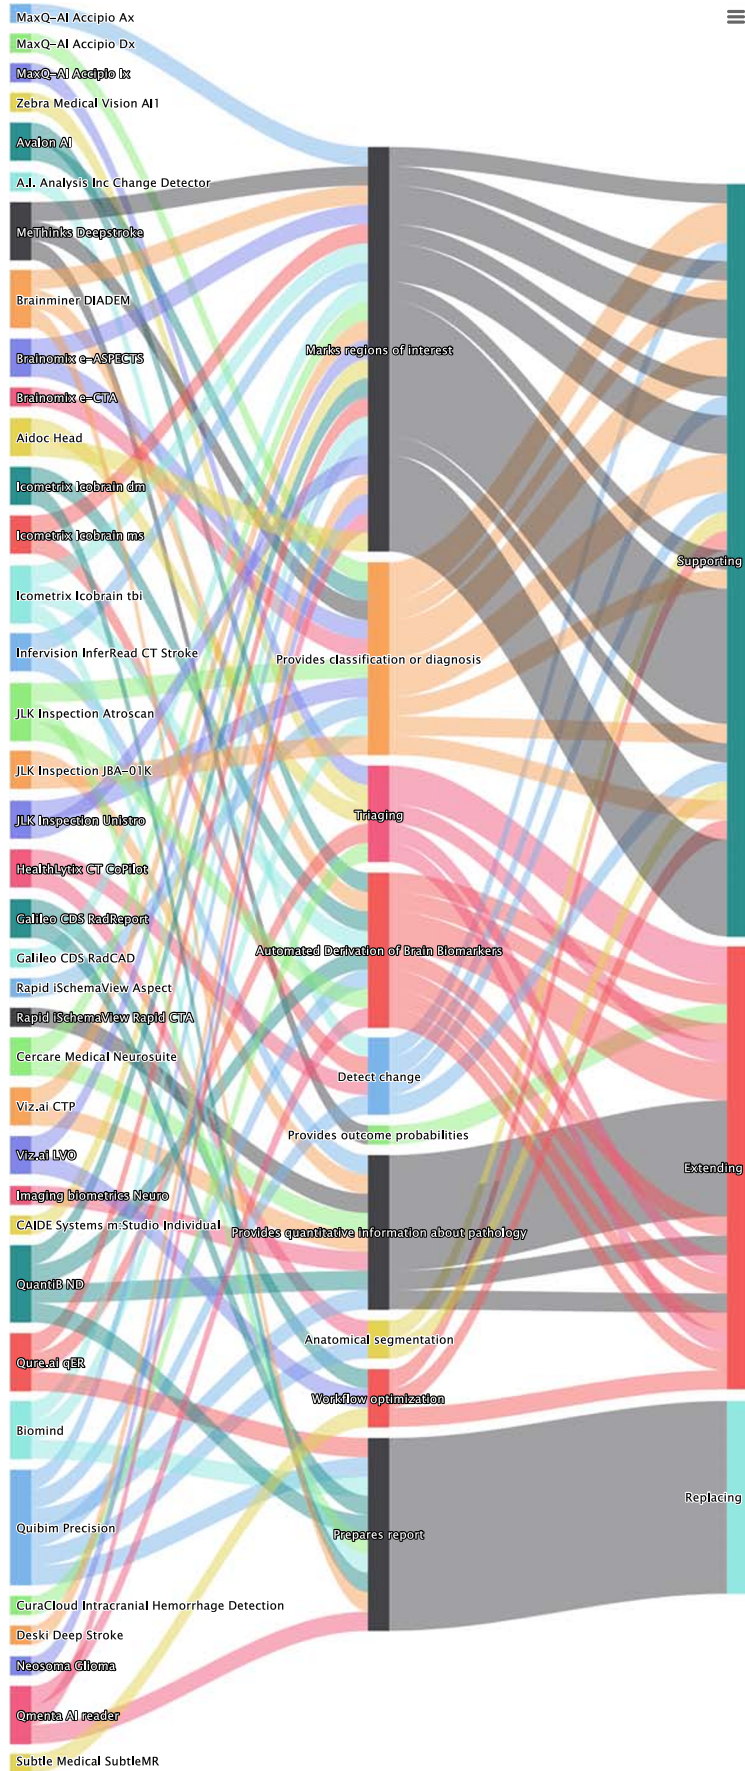 MaxQ-AI Accipio Ax
MaxQ-AI Accipio Dx
MaxQ-AI Accipio Ix
Zebra Medical Vision AI1
Avalon AI
A.I. Analysis Inc Change Detector
MeThinks Deepstroke
Brainminer DIADEM
Brainomix e-ASPECTS
Brainomix e-CTA
Aidoc Head
Icometrix Icobrain dm
Icometrix Icobrain ms
Icometrix Icobrain tbi
Infervision InferRead CT Stroke
JLK Inspection Atroscan
JLK Inspection JBA-01K
JLK Inspection Unistro
HealthLytix CT CoPilot
Galileo CDS RadReport
Galileo CDS RadCAD
Rapid iSchemaView Aspect
Rapid iSchemaView Rapid CTA
Cercare Medical Neurosuite
Viz.ai CTP
Viz.ai LVO
Imaging biometrics Neuro
CAIDE Systems m:Studio Individual
QuantiB ND
Qure.ai qER
Biomind
Quibim Precision
CuraCloud Intracranial Hemorrhage Detection
Deski Deep Stroke
Neosoma Glioma
Qmenta AI reader
Subtle Medical SubtleMR
Marks regions of interest
Provides classification or diagnosis
Triaging
Automated Derivation of Brain Biomarkers
Detect change
Provides outcome probabilities
Provides quantitative information about pathology
Anatomical segmentation
Workflow optimization
Prepares report
Supporting
Extending
Replacing